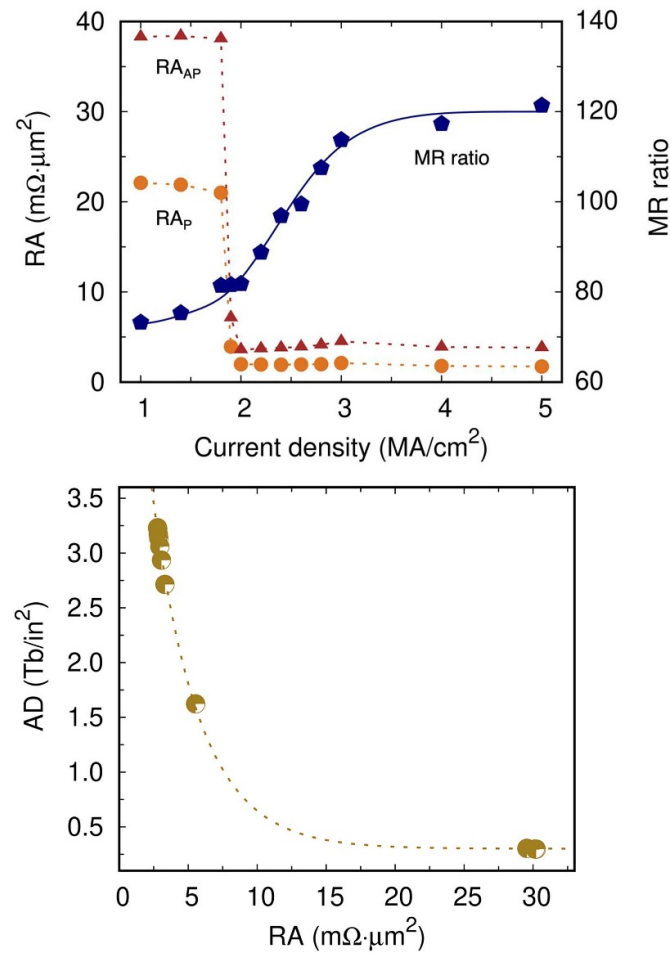 40
30
20
10
0
RA (mΩ·μm²)
140
120
100
80
60
MR ratio
RA_AP
RA_P
MR ratio
1 2 3 4 5
Current density (MA/cm²)
3.5
3.0
2.5
2.0
1.5
1.0
0.5
AD (Tb/in²)
0 5 10 15 20 25 30
RA (mΩ·μm²)